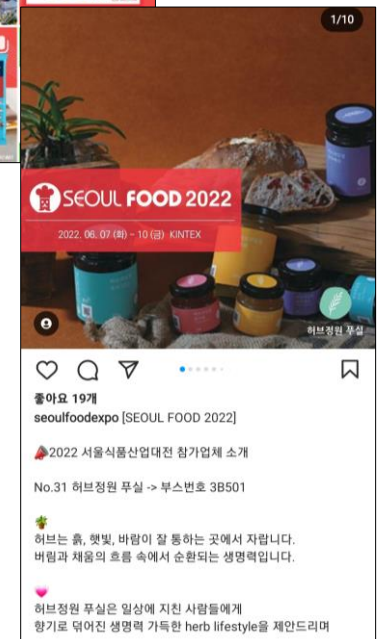 1/10
SEOUL FOOD 2022
2022. 06. 07 (화) - 10 (금) KINTEX
허브정원 푸실
좋아요 19개
seoulfoodexpo [SEOUL FOOD 2022]
📣2022 서울식품산업대전 참가업체 소개
No.31 허브정원 푸실 -> 부스번호 3B501
🪴
허브는 흙, 햇빛, 바람이 잘 통하는 곳에서 자랍니다.
버림과 채움의 흐름 속에서 순환되는 생명력입니다.
💗
허브정원 푸실은 일상에 지친 사람들에게
향기로 덖어진 생명력 가득한 herb lifestyle을 제안드리며